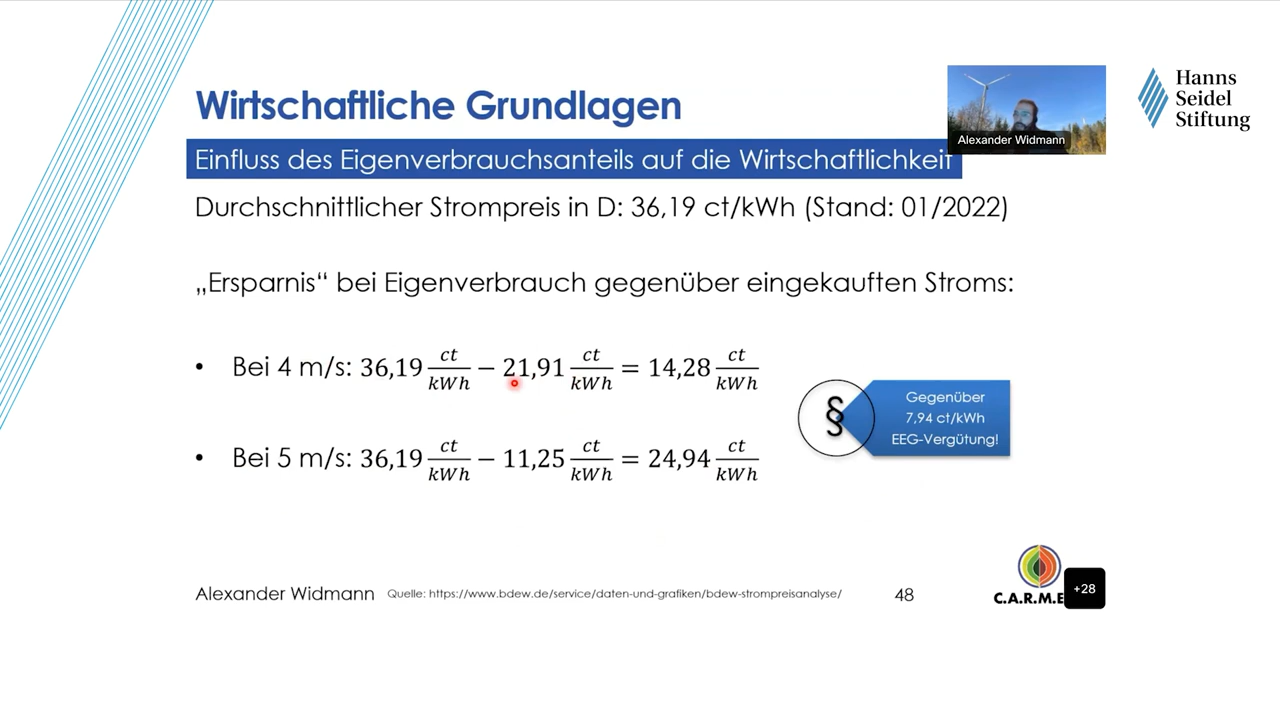 Wirtschaftliche Grundlagen
Alexander Widmann
Hanns
Seidel
Stiftung
Einfluss des Eigenverbrauchsanteils auf die Wirtschaftlichkeit
Durchschnittlicher Strompreis in D: 36,19 ct/kWh (Stand: 01/2022)
„Ersparnis“ bei Eigenverbrauch gegenüber eingekauften Stroms:
• Bei 4 m/s: 36,19 ct/kWh − 21,91 ct/kWh = 14,28 ct/kWh
§
Gegenüber
7,94 ct/kWh
EEG-Vergütung!
• Bei 5 m/s: 36,19 ct/kWh − 11,25 ct/kWh = 24,94 ct/kWh
Alexander Widmann Quelle: https://www.bdew.de/service/daten-und-grafiken/bdew-strompreisanalyse/ 48
C.A.R.M.E
+28